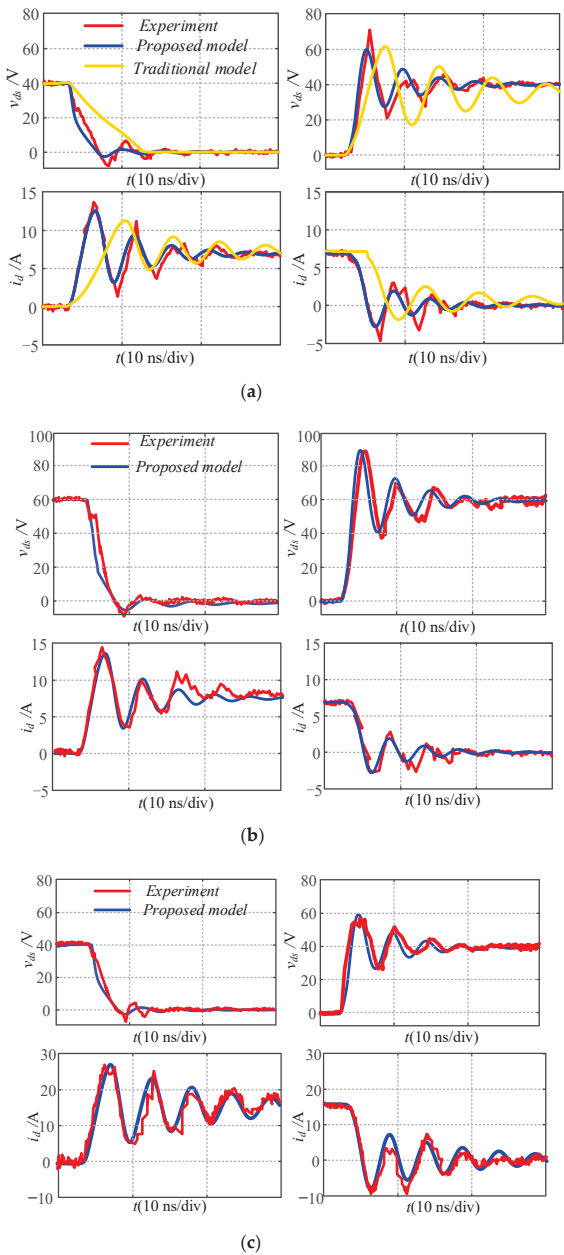 80
60
40
20
0
v_ds /V
Experiment
Proposed model
Traditional model
t(10 ns/div)
80
60
40
20
0
v_ds /V
t(10 ns/div)
15
10
5
0
−5
i_d /A
t(10 ns/div)
15
10
5
0
−5
i_d /A
t(10 ns/div)
(a)
100
80
60
40
20
0
v_ds /V
Experiment
Proposed model
t(10 ns/div)
100
80
60
40
20
0
v_ds /V
t(10 ns/div)
15
10
5
0
−5
i_d /A
t(10 ns/div)
15
10
5
0
−5
i_d /A
t(10 ns/div)
(b)
80
60
40
20
0
v_ds /V
Experiment
Proposed model
t(10 ns/div)
80
60
40
20
0
v_ds /V
t(10 ns/div)
30
20
10
0
−10
i_d /A
t(10 ns/div)
30
20
10
0
−10
i_d /A
t(10 ns/div)
(c)